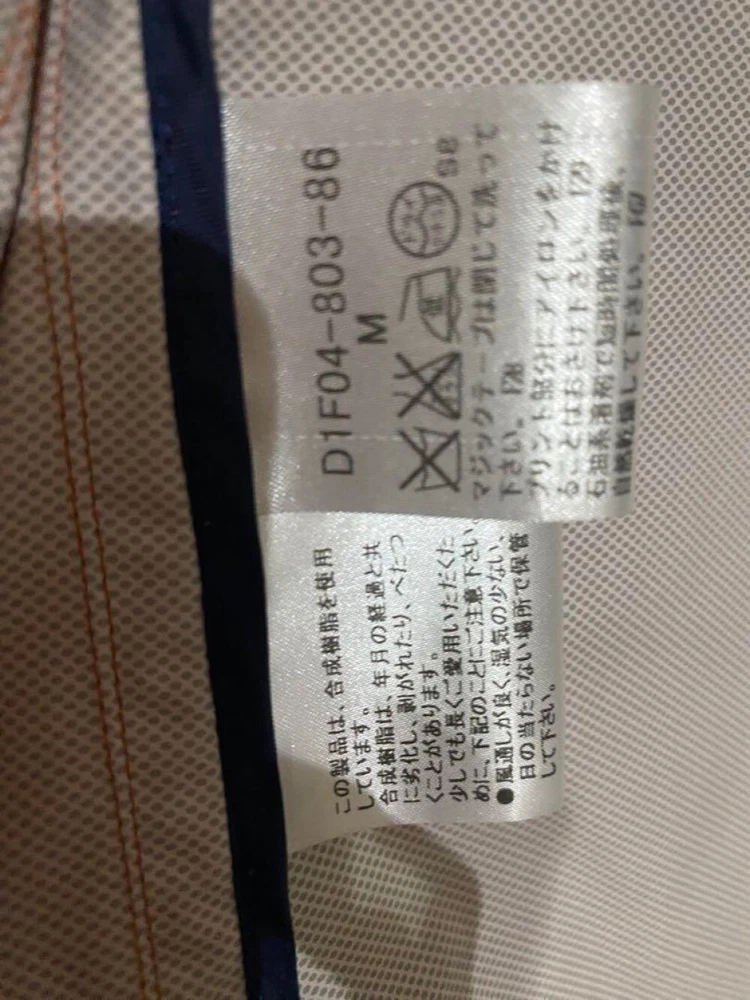 D1F04-803-86
M
マジックテープは閉じて洗って
下さい。
プリント部分にアイロンをかけ
ることはおさけ下さい。
石油系溶剤で短時間処理後、
自然乾燥して下さい。
この製品は、合成樹脂を使用
しています。
合成樹脂は、年月の経過と共
に劣化し、剥がれたり、べたつ
くことがあります。
少しでも長くご愛用いただくた
めに、下記のことにご注意下さい。
●風通しが良く、湿気の少ない、
日の当たらない場所で保管
して下さい。